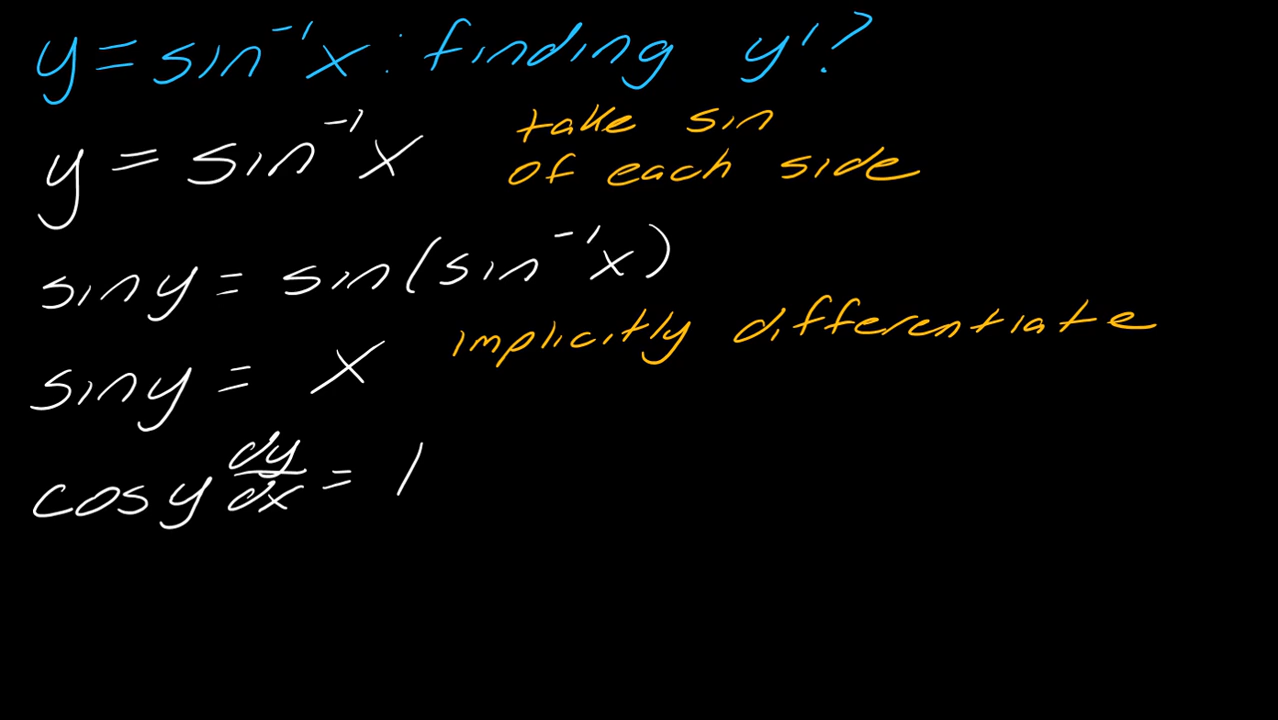 y = sin⁻¹x : finding y'?
y = sin⁻¹x
take sin
of each side
sin y = sin(sin⁻¹x)
implicitly differentiate
sin y = x
cos y dy/dx = 1